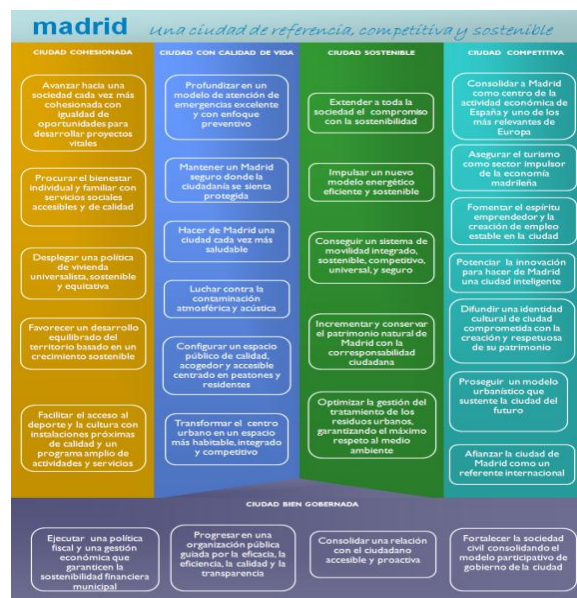 madrid Una ciudad de referencia, competitiva y sostenible
CIUDAD COHESIONADA
Avanzar hacia una
sociedad cada vez más
cohesionada con
igualdad de
oportunidades para
desarrollar proyectos
vitales
Procurar el bienestar
individual y familiar con
servicios sociales
accesibles y de calidad
Desplegar una política
de vivienda
universalista, sostenible
y equitativa
Favorecer un desarrollo
equilibrado del
territorio basado en un
crecimiento sostenible
Facilitar el acceso al
deporte y la cultura con
instalaciones próximas
de calidad y un
programa amplio de
actividades y servicios
CIUDAD CON CALIDAD DE VIDA
Profundizar en un
modelo de atención de
emergencias excelente
y con enfoque
preventivo
Mantener un Madrid
seguro donde la
ciudadanía se sienta
protegida
Hacer de Madrid una
ciudad cada vez más
saludable
Luchar contra la
contaminación
atmosférica y acústica
Configurar un espacio
público de calidad,
acogedor y accesible
centrado en peatones y
residentes
Transformar el centro
urbano en un espacio
más habitable, integrado
y competitivo
CIUDAD SOSTENIBLE
Extender a toda la
sociedad el compromiso
con la sostenibilidad
Impulsar un nuevo
modelo energético
eficiente y sostenible
Conseguir un sistema de
movilidad integrado,
sostenible, competitivo,
universal, y seguro
Incrementar y conservar
el patrimonio natural de
Madrid con la
corresponsabilidad
ciudadana
Optimizar la gestión del
tratamiento de los
residuos urbanos,
garantizando el máximo
respeto al medio
ambiente
CIUDAD COMPETITIVA
Consolidar a Madrid
como centro de la
actividad económica de
España y uno de los
más relevantes de
Europa
Asegurar el turismo
como sector impulsor
de la economía
madrileña
Fomentar el espíritu
emprendedor y la
creación de empleo
estable en la ciudad
Potenciar la innovación
para hacer de Madrid
una ciudad inteligente
Difundir una identidad
cultural de ciudad
comprometida con la
creación y respetuosa
de su patrimonio
Proseguir un modelo
urbanístico que
sustente la ciudad del
futuro
Afianzar la ciudad de
Madrid como un
referente internacional
CIUDAD BIEN GOBERNADA
Ejecutar una política
fiscal y una gestión
económica que
garanticen la
sostenibilidad financiera
municipal
Progresar en una
organización pública
guiada por la eficacia, la
eficiencia, la calidad y la
transparencia
Consolidar una relación
con el ciudadano
accesible y proactiva
Fortalecer la sociedad
civil consolidando el
modelo participativo de
gobierno de la ciudad